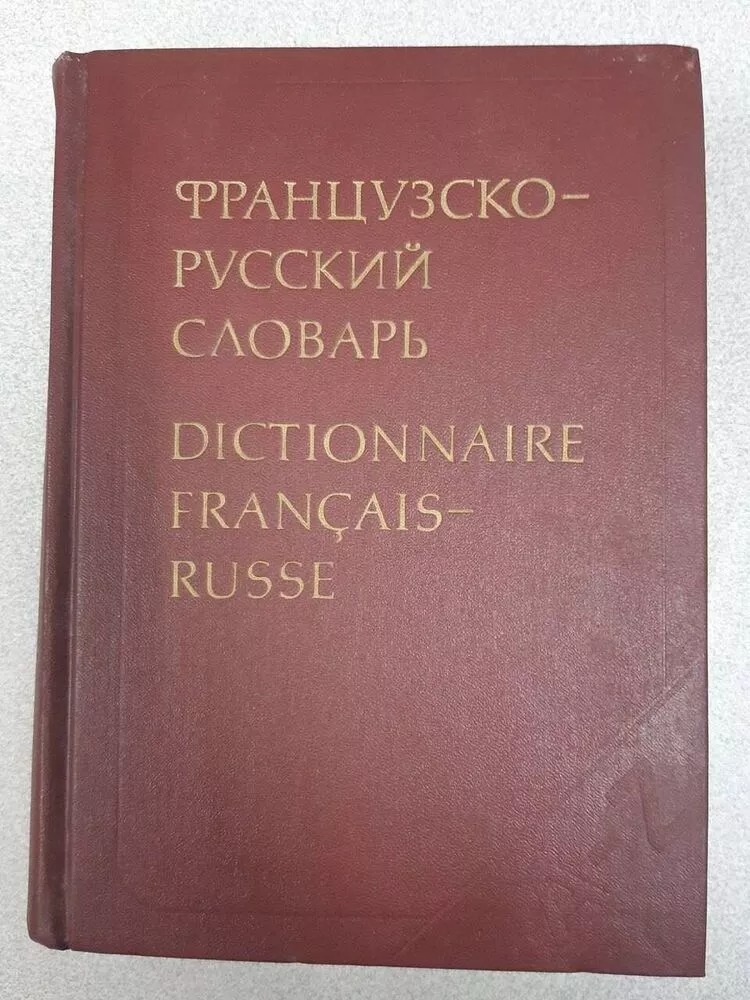 ФРАНЦУЗСКО–
РУССКИЙ
СЛОВАРЬ
DICTIONNAIRE
FRANÇAIS–
RUSSE